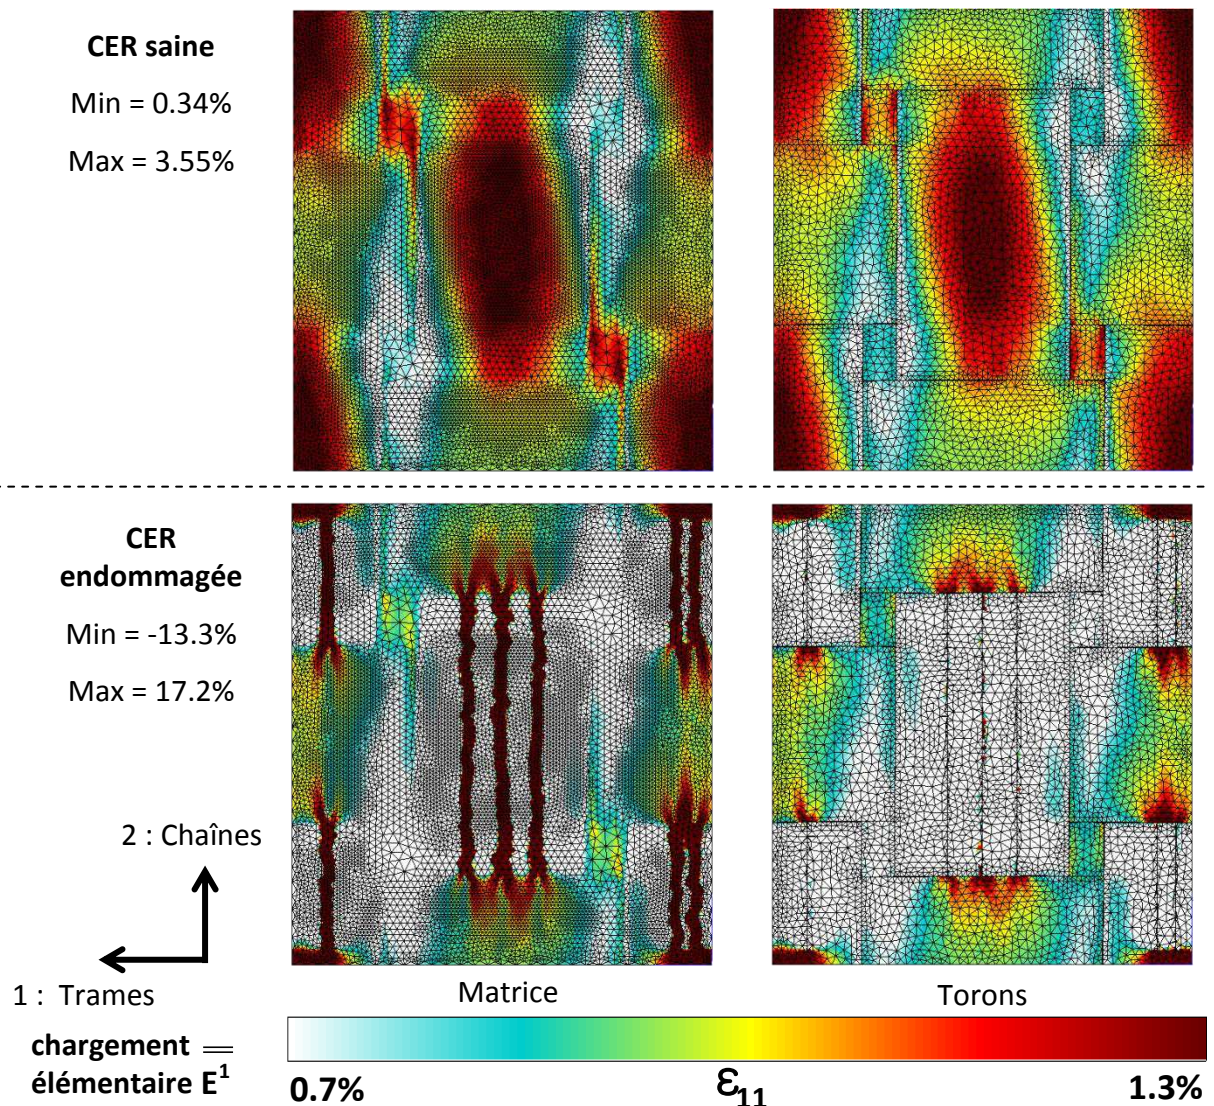 CER saine
Min = 0.34%
Max = 3.55%
CER
endommagée
Min = -13.3%
Max = 17.2%
2 : Chaînes
1 : Trames
Matrice
Torons
chargement
élémentaire E¹
0.7%
ε₁₁
1.3%